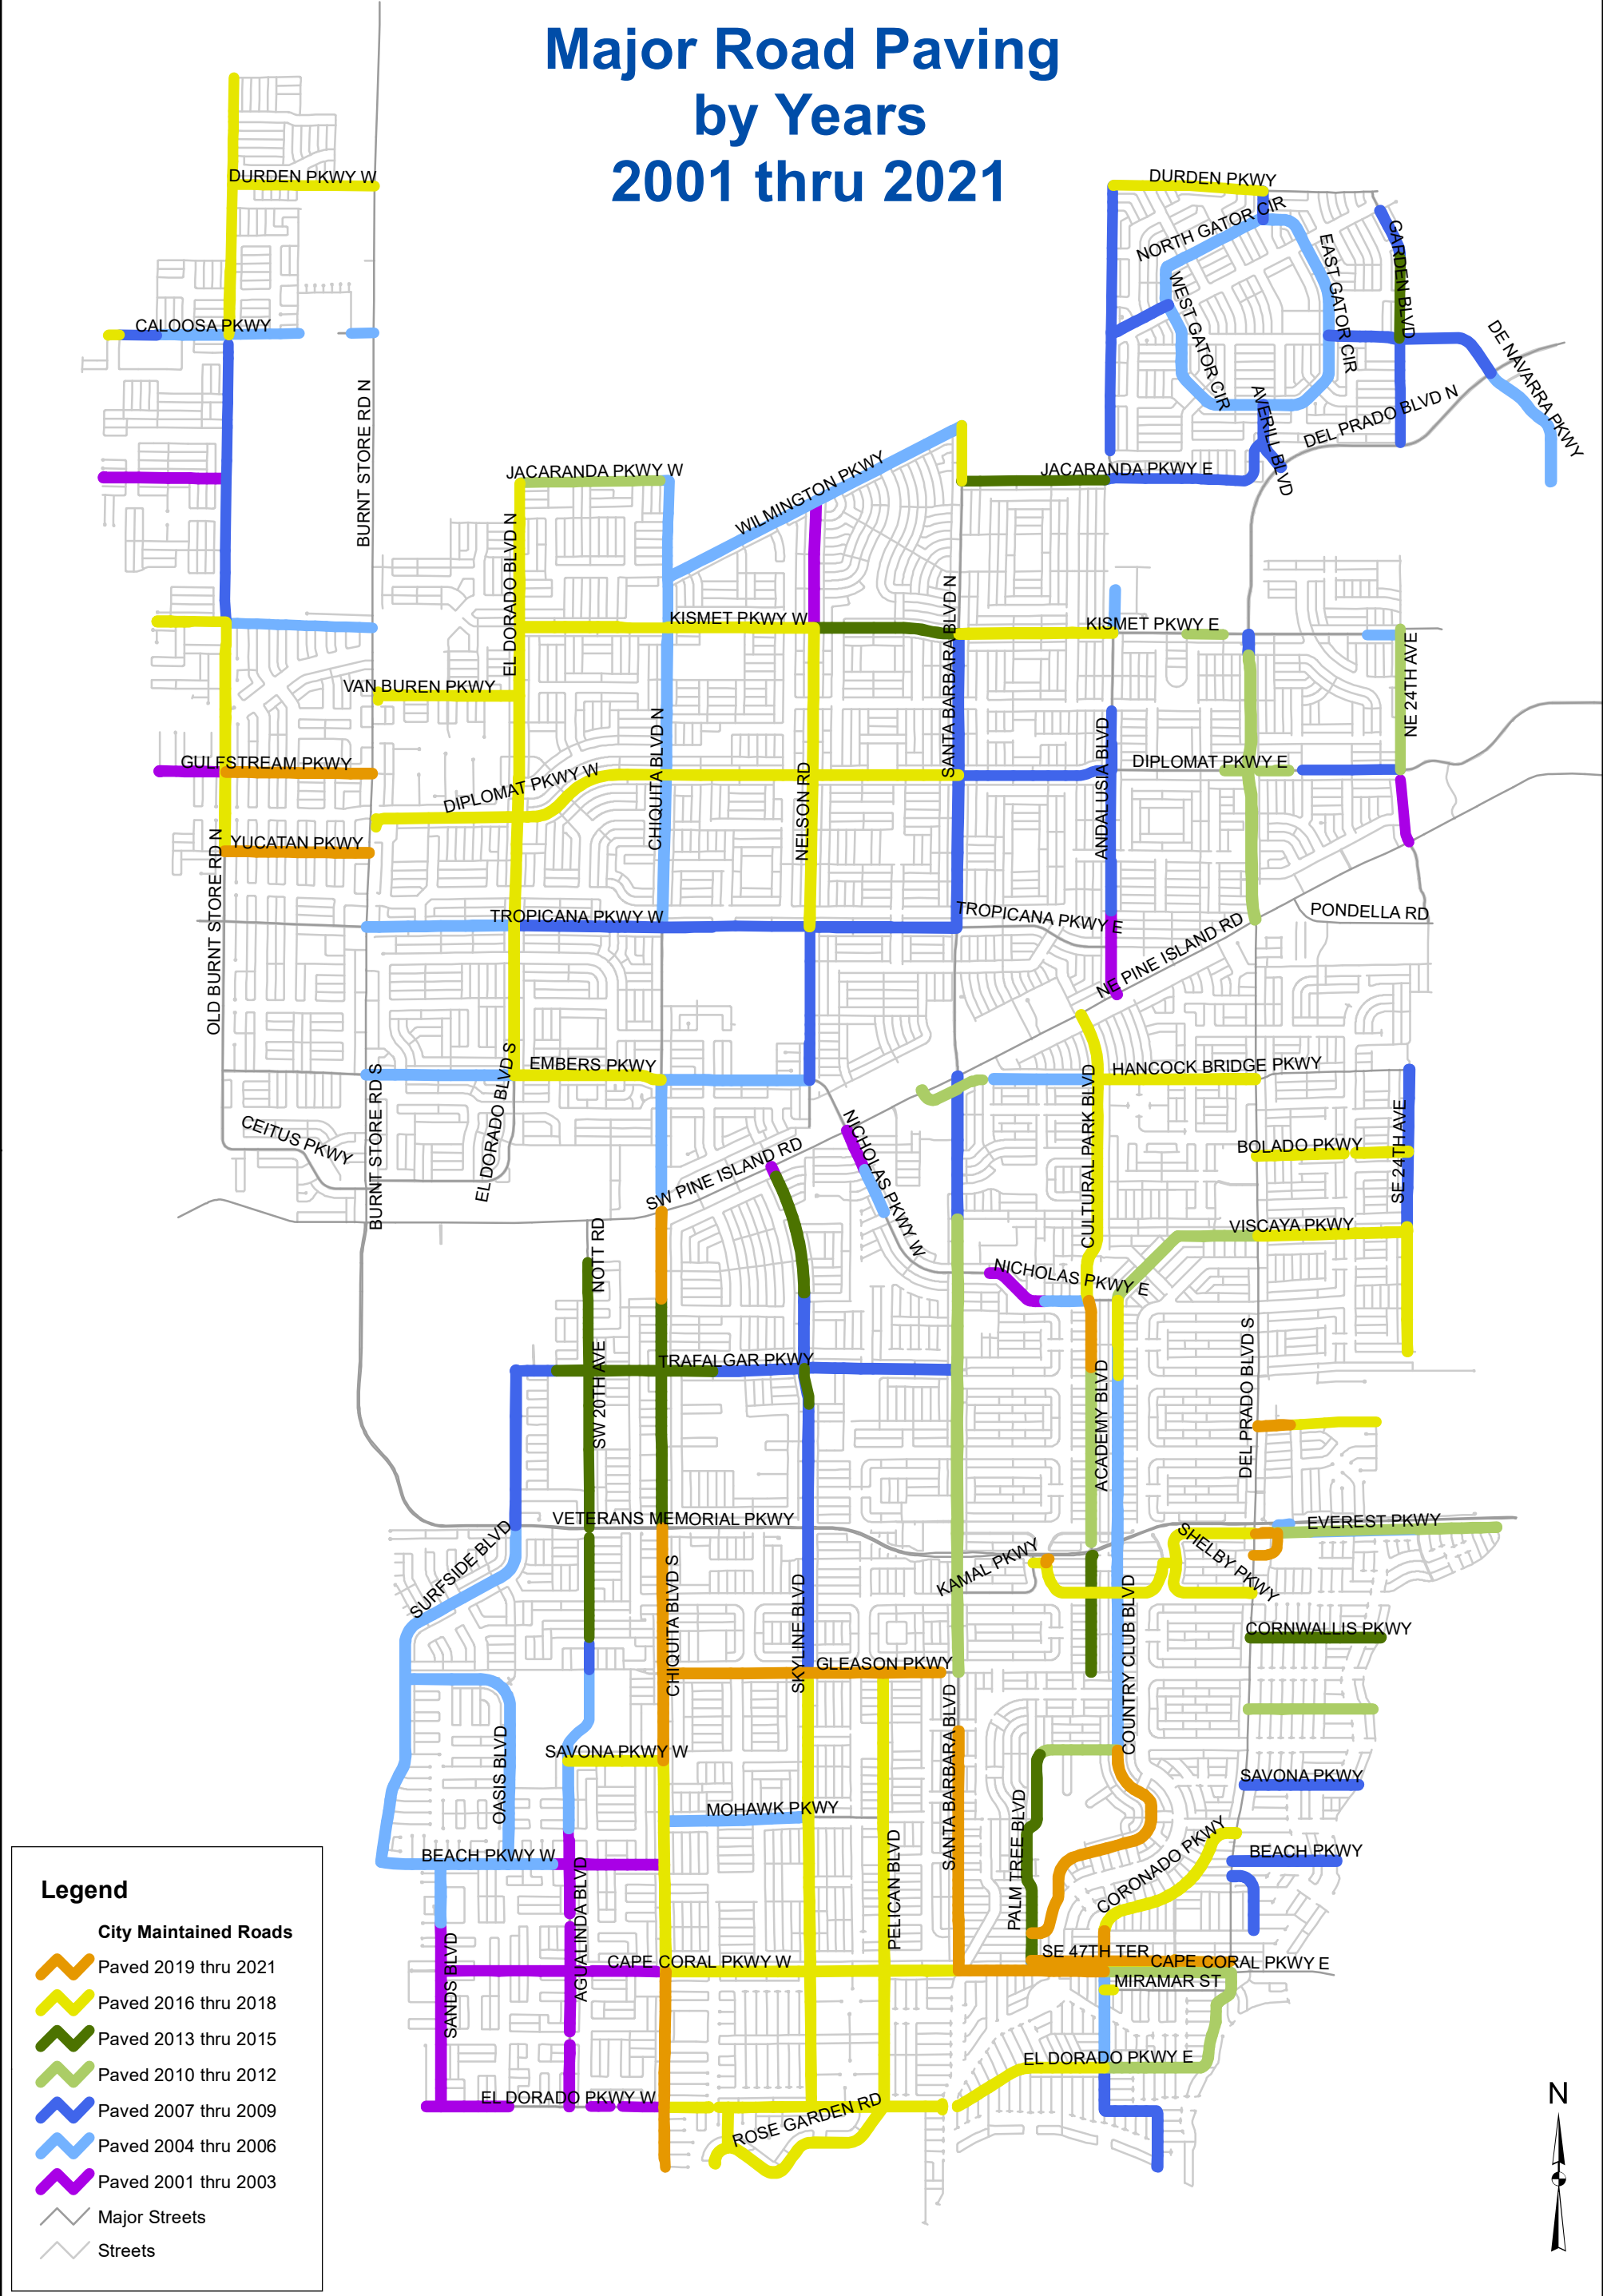 Major Road Paving
by Years
2001 thru 2021
DURDEN PKWY W
DURDEN PKWY
NORTH GATOR CIR
GARDEN BLVD
EAST GATOR CIR
WEST GATOR CIR
CALOOSA PKWY
DE NAVARRA PKWY
BURNT STORE RD N
AVERILL BLVD
DEL PRADO BLVD N
JACARANDA PKWY W
WILMINGTON PKWY
JACARANDA PKWY E
EL DORADO BLVD N
SANTA BARBARA BLVD N
KISMET PKWY W
KISMET PKWY E
NE 24TH AVE
VAN BUREN PKWY
CHIQUITA BLVD N
ANDALUSIA BLVD
GULFSTREAM PKWY
DIPLOMAT PKWY W
NELSON RD
DIPLOMAT PKWY E
YUCATAN PKWY
OLD BURNT STORE RD N
TROPICANA PKWY W
TROPICANA PKWY E
PONDELLA RD
NE PINE ISLAND RD
EMBERS PKWY
HANCOCK BRIDGE PKWY
EL DORADO BLVD S
BURNT STORE RD S
CEITUS PKWY
NICHOLAS PKWY W
CULTURAL PARK BLVD
BOLADO PKWY
SE 24TH AVE
SW PINE ISLAND RD
NOTT RD
VISCAYA PKWY
NICHOLAS PKWY E
TRAFALGAR PKWY
SW 20TH AVE
ACADEMY BLVD
DEL PRADO BLVD S
VETERANS MEMORIAL PKWY
EVEREST PKWY
SURFSIDE BLVD
SHELBY PKWY
KAMAL PKWY
CHIQUITA BLVD S
SKYLINE BLVD
COUNTRY CLUB BLVD
CORNWALLIS PKWY
GLEASON PKWY
SANTA BARBARA BLVD
SAVONA PKWY W
OASIS BLVD
SAVONA PKWY
MOHAWK PKWY
PALM TREE BLVD
CORONADO PKWY
PELICAN BLVD
BEACH PKWY W
BEACH PKWY
AGUALINDA BLVD
SANDS BLVD
CAPE CORAL PKWY W
SE 47TH TER
CAPE CORAL PKWY E
MIRAMAR ST
EL DORADO PKWY E
EL DORADO PKWY W
ROSE GARDEN RD
Legend
City Maintained Roads
Paved 2019 thru 2021
Paved 2016 thru 2018
Paved 2013 thru 2015
Paved 2010 thru 2012
Paved 2007 thru 2009
Paved 2004 thru 2006
Paved 2001 thru 2003
Major Streets
Streets
N